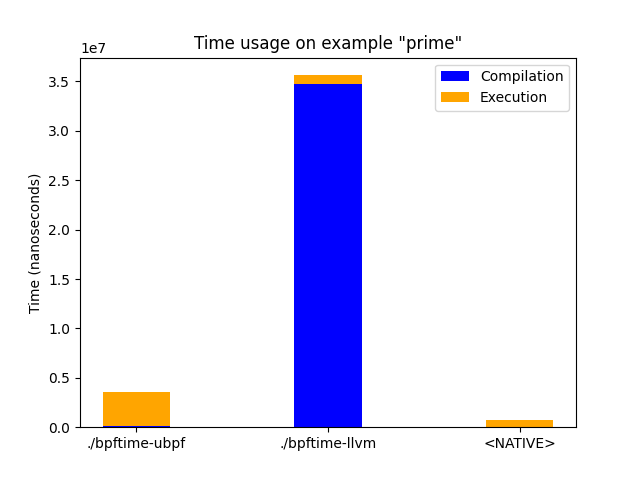 Time usage on example "prime"
1e7
Compilation
Execution
3.5
3.0
2.5
2.0
1.5
1.0
0.5
0.0
Time (nanoseconds)
./bpftime-ubpf
./bpftime-llvm
<NATIVE>